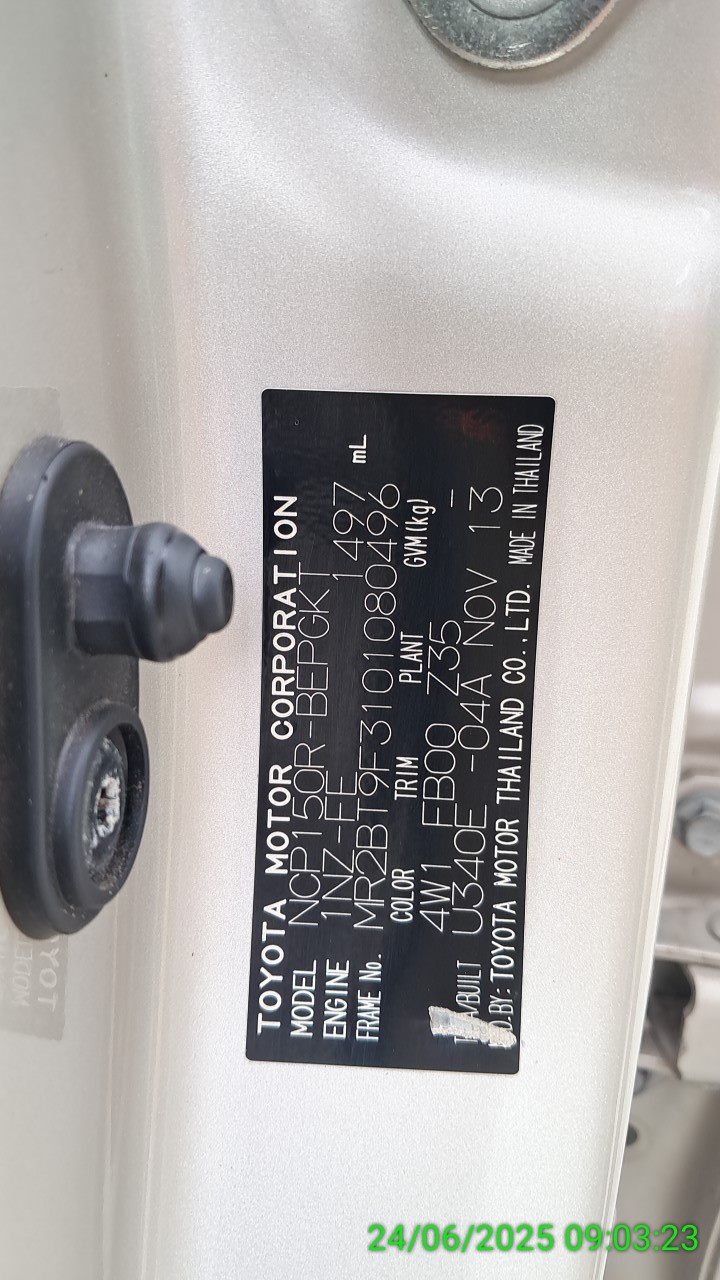 TOYOTA MOTOR CORPORATION
MODEL NCP150R-BEPGKT
ENGINE 1NZ-FE 1497 mL
FRAME No. MR2BT9F3101080496
COLOR TRIM PLANT GVM(kg)
4W1 FB00 Z35 -
/BUILT U340E -04A NOV 13
D.BY: TOYOTA MOTOR THAILAND CO.,LTD. MADE IN THAILAND
24/06/2025 09:03:23